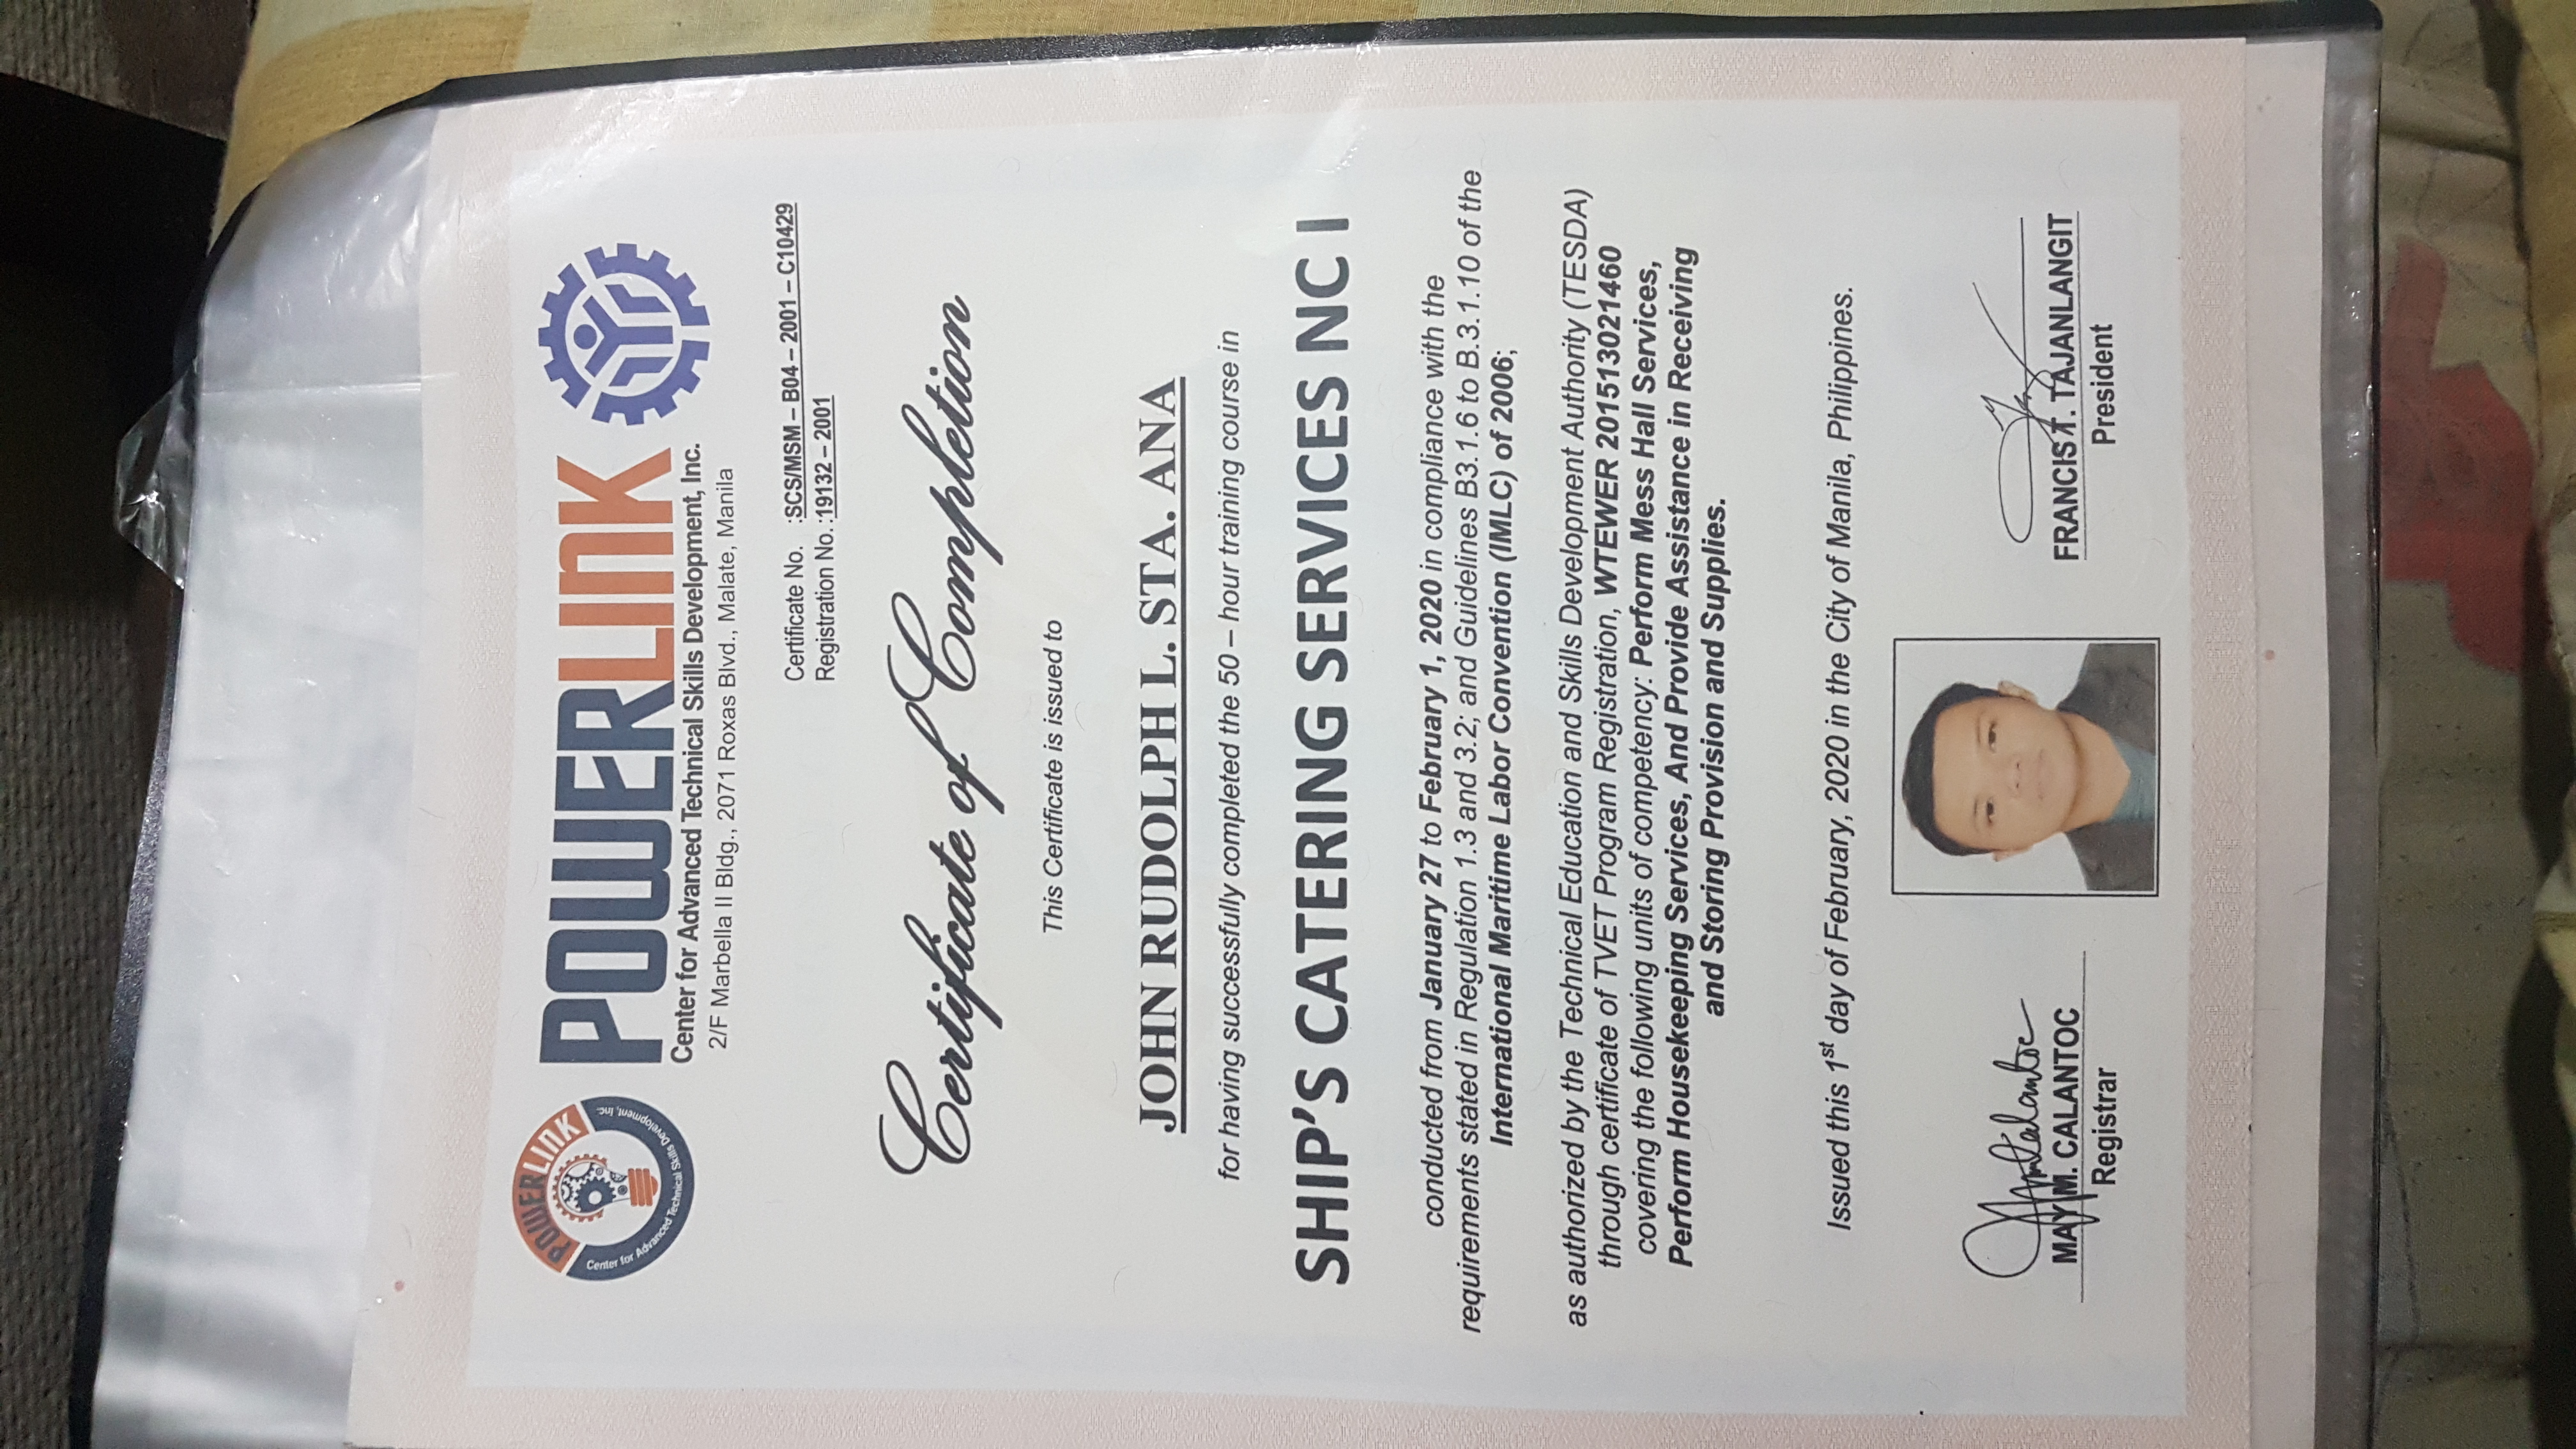 POWERLINK
Center for Advanced Technical Skills Development, Inc.
POWERLINK
Center for Advanced Technical Skills Development, Inc.
2/F Marbella II Bldg., 2071 Roxas Blvd., Malate, Manila
Certificate No. :SCS/MSM – B04 – 2001 – C10429
Registration No. :19132 – 2001
Certificate of Completion
This Certificate is issued to
JOHN RUDOLPH L. STA. ANA
for having successfully completed the 50 – hour training course in
SHIP'S CATERING SERVICES NC I
conducted from January 27 to February 1, 2020 in compliance with the
requirements stated in Regulation 1.3 and 3.2; and Guidelines B3.1.6 to B.3.1.10 of the
International Maritime Labor Convention (IMLC) of 2006;
as authorized by the Technical Education and Skills Development Authority (TESDA)
through certificate of TVET Program Registration, WTEWER 2015131021460
covering the following units of competency: Perform Mess Hall Services,
Perform Housekeeping Services, And Provide Assistance in Receiving
and Storing Provision and Supplies.
Issued this 1st day of February, 2020 in the City of Manila, Philippines.
MAY M. CALANTOC
Registrar
FRANCIS T. TAJANLANGIT
President